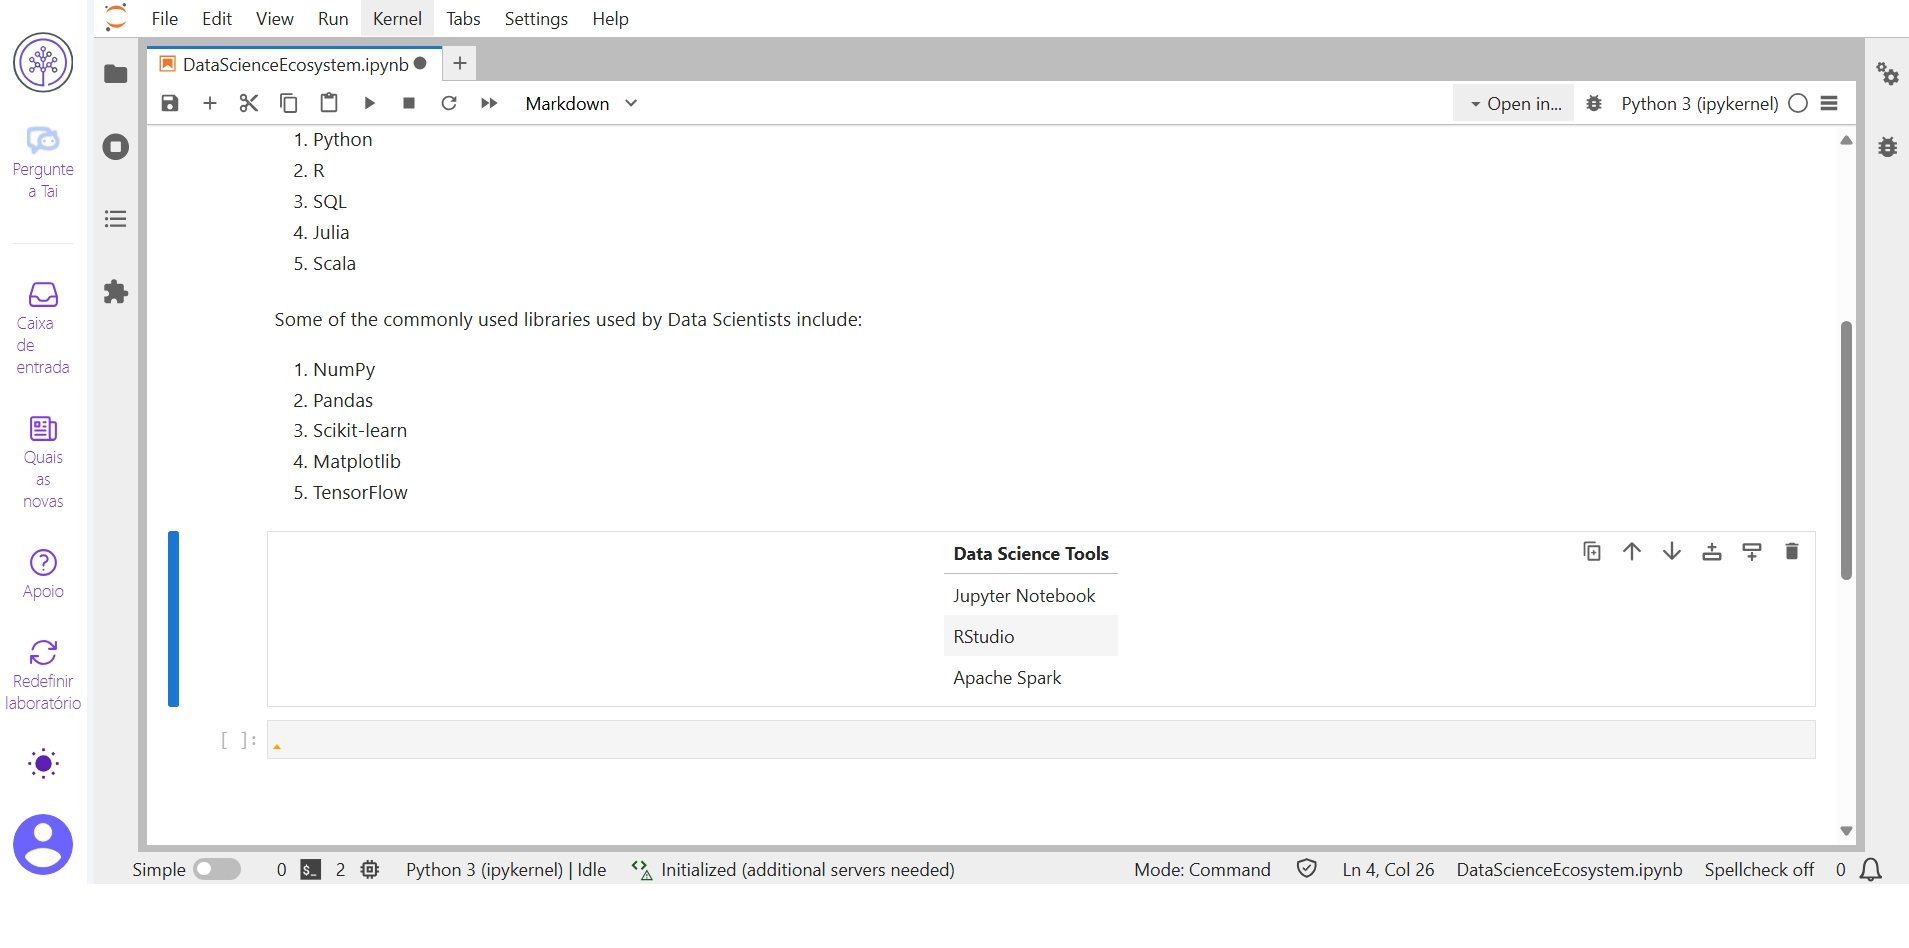 File Edit View Run Kernel Tabs Settings Help
DataScienceEcosystem.ipynb
Markdown
Open in...
Python 3 (ipykernel)
Pergunte
a Tai
Caixa
de
entrada
Quais
as
novas
Apoio
Redefinir
laboratório
1. Python
2. R
3. SQL
4. Julia
5. Scala
Some of the commonly used libraries used by Data Scientists include:
1. NumPy
2. Pandas
3. Scikit-learn
4. Matplotlib
5. TensorFlow
Data Science Tools
Jupyter Notebook
RStudio
Apache Spark
[ ]:
Simple 0 $_ 2 Python 3 (ipykernel) | Idle Initialized (additional servers needed) Mode: Command Ln 4, Col 26 DataScienceEcosystem.ipynb Spellcheck off 0